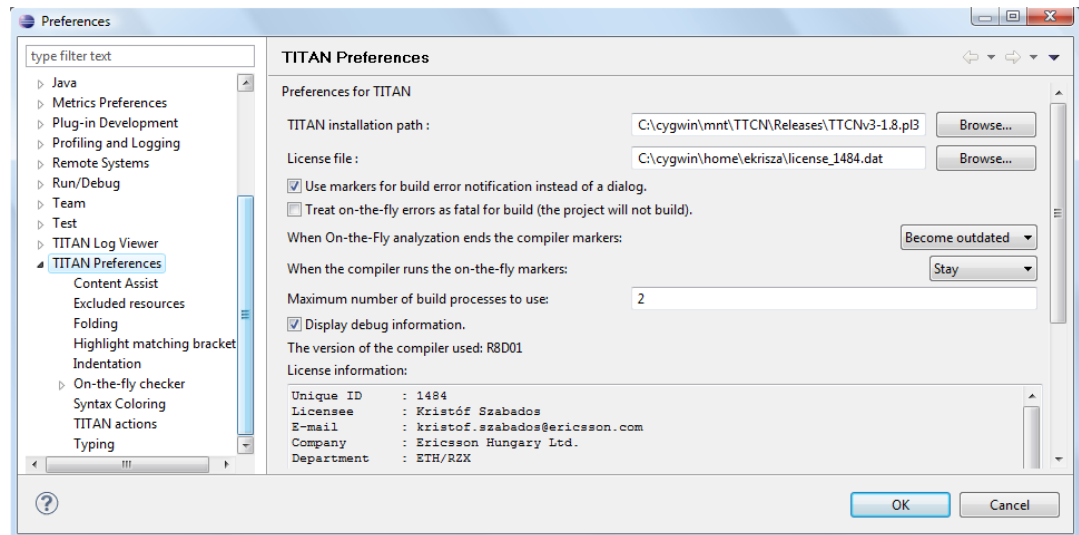 Preferences
type filter text
Java
Metrics Preferences
Plug-in Development
Profiling and Logging
Remote Systems
Run/Debug
Team
Test
TITAN Log Viewer
TITAN Preferences
Content Assist
Excluded resources
Folding
Highlight matching bracket
Indentation
On-the-fly checker
Syntax Coloring
TITAN actions
Typing
TITAN Preferences
Preferences for TITAN
TITAN installation path : C:\cygwin\mnt\TTCN\Releases\TTCNv3-1.8.pl3 Browse...
License file : C:\cygwin\home\ekrisza\license_1484.dat Browse...
Use markers for build error notification instead of a dialog.
Treat on-the-fly errors as fatal for build (the project will not build).
When On-the-Fly analyzation ends the compiler markers: Become outdated
When the compiler runs the on-the-fly markers: Stay
Maximum number of build processes to use: 2
Display debug information.
The version of the compiler used: R8D01
License information:
Unique ID : 1484
Licensee : Kristóf Szabados
E-mail : kristof.szabados@ericsson.com
Company : Ericsson Hungary Ltd.
Department : ETH/RZX
? OK Cancel